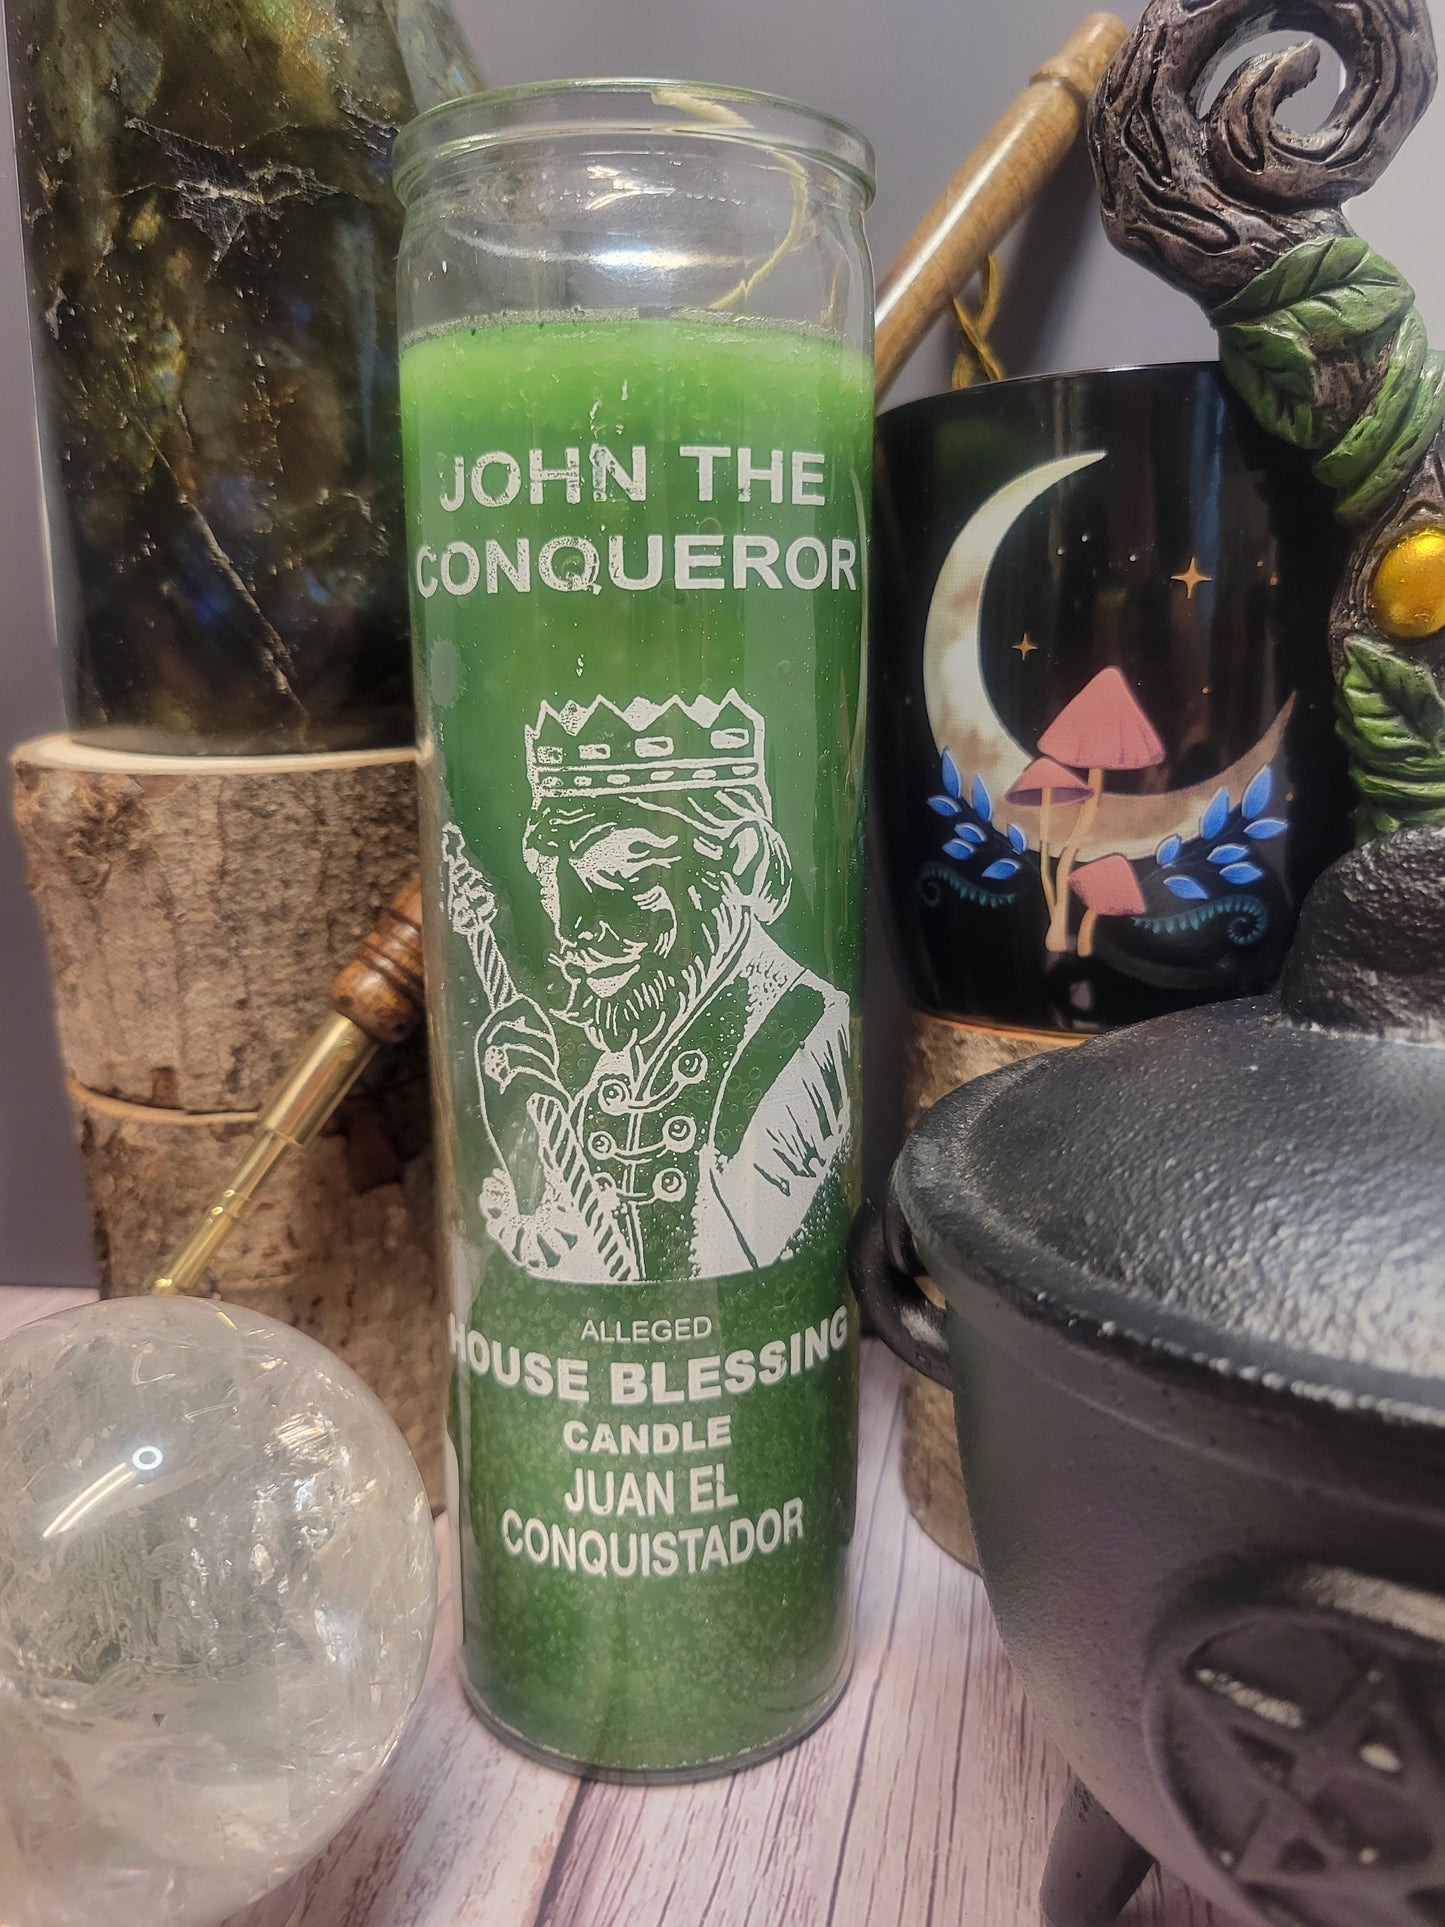 JOHN THE
CONQUEROR
ALLEGED
HOUSE BLESSING
CANDLE
JUAN EL
CONQUISTADOR